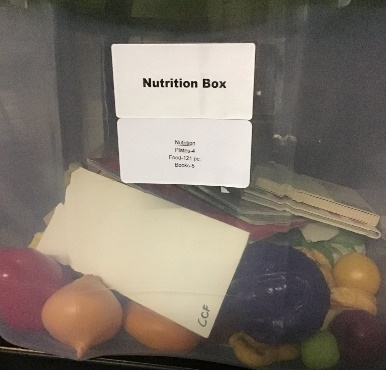 Nutrition Box
Nutrition
Plates-4
Food-121 pc.
Books-5
CCF